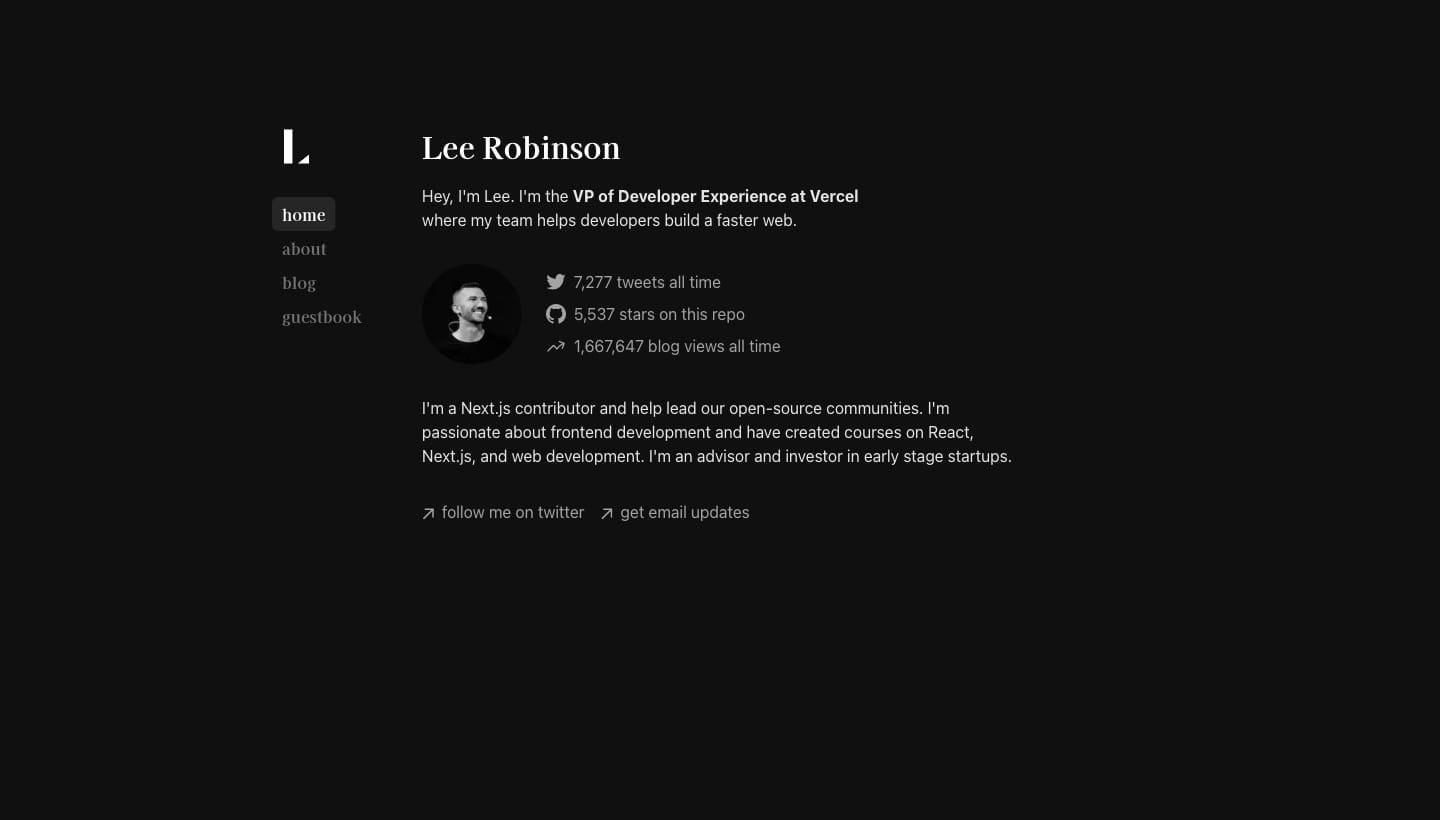 L
home
about
blog
guestbook
Lee Robinson
Hey, I'm Lee. I'm the VP of Developer Experience at Vercel
where my team helps developers build a faster web.
7,277 tweets all time
5,537 stars on this repo
1,667,647 blog views all time
I'm a Next.js contributor and help lead our open-source communities. I'm
passionate about frontend development and have created courses on React,
Next.js, and web development. I'm an advisor and investor in early stage startups.
follow me on twitter
get email updates